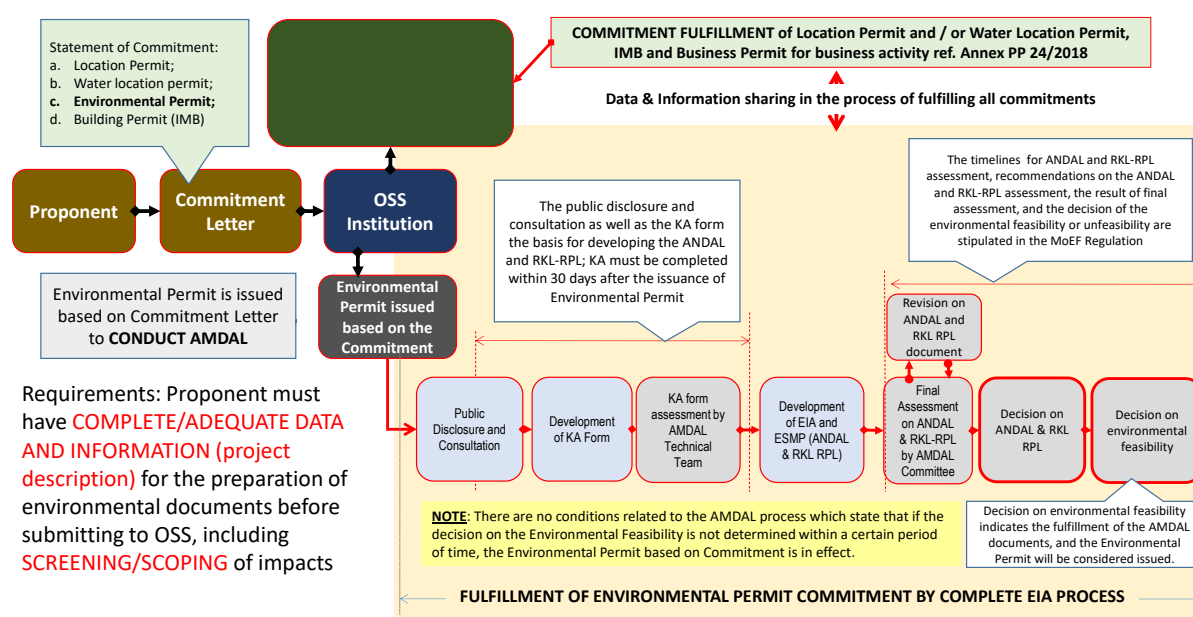 Statement of Commitment:
a. Location Permit;
b. Water location permit;
c. Environmental Permit;
d. Building Permit (IMB)
COMMITMENT FULFILLMENT of Location Permit and / or Water Location Permit,
IMB and Business Permit for business activity ref. Annex PP 24/2018
Data & Information sharing in the process of fulfilling all commitments
Proponent
Commitment
Letter
OSS
Institution
The public disclosure and
consultation as well as the KA form
the basis for developing the ANDAL
and RKL-RPL; KA must be completed
within 30 days after the issuance of
Environmental Permit
The timelines for ANDAL and RKL-RPL
assessment, recommendations on the ANDAL
and RKL-RPL assessment, the result of final
assessment, and the decision of the
environmental feasibility or unfeasibility are
stipulated in the MoEF Regulation
Environmental Permit is issued
based on Commitment Letter
to CONDUCT AMDAL
Environmental
Permit issued
based on the
Commitment
Revision on
ANDAL and
RKL RPL
document
Requirements: Proponent must
have COMPLETE/ADEQUATE DATA
AND INFORMATION (project
description) for the preparation of
environmental documents before
submitting to OSS, including
SCREENING/SCOPING of impacts
Public
Disclosure and
Consultation
Development
of KA Form
KA form
assessment by
AMDAL
Technical
Team
Development
of EIA and
ESMP (ANDAL
& RKL RPL)
Final
Assessment
on ANDAL
& RKL-RPL
by AMDAL
Committee
Decision on
ANDAL & RKL
RPL
Decision on
environmental
feasibility
NOTE: There are no conditions related to the AMDAL process which state that if the
decision on the Environmental Feasibility is not determined within a certain period
of time, the Environmental Permit based on Commitment is in effect.
Decision on environmental feasibility
indicates the fulfillment of the AMDAL
documents, and the Environmental
Permit will be considered issued.
FULFILLMENT OF ENVIRONMENTAL PERMIT COMMITMENT BY COMPLETE EIA PROCESS